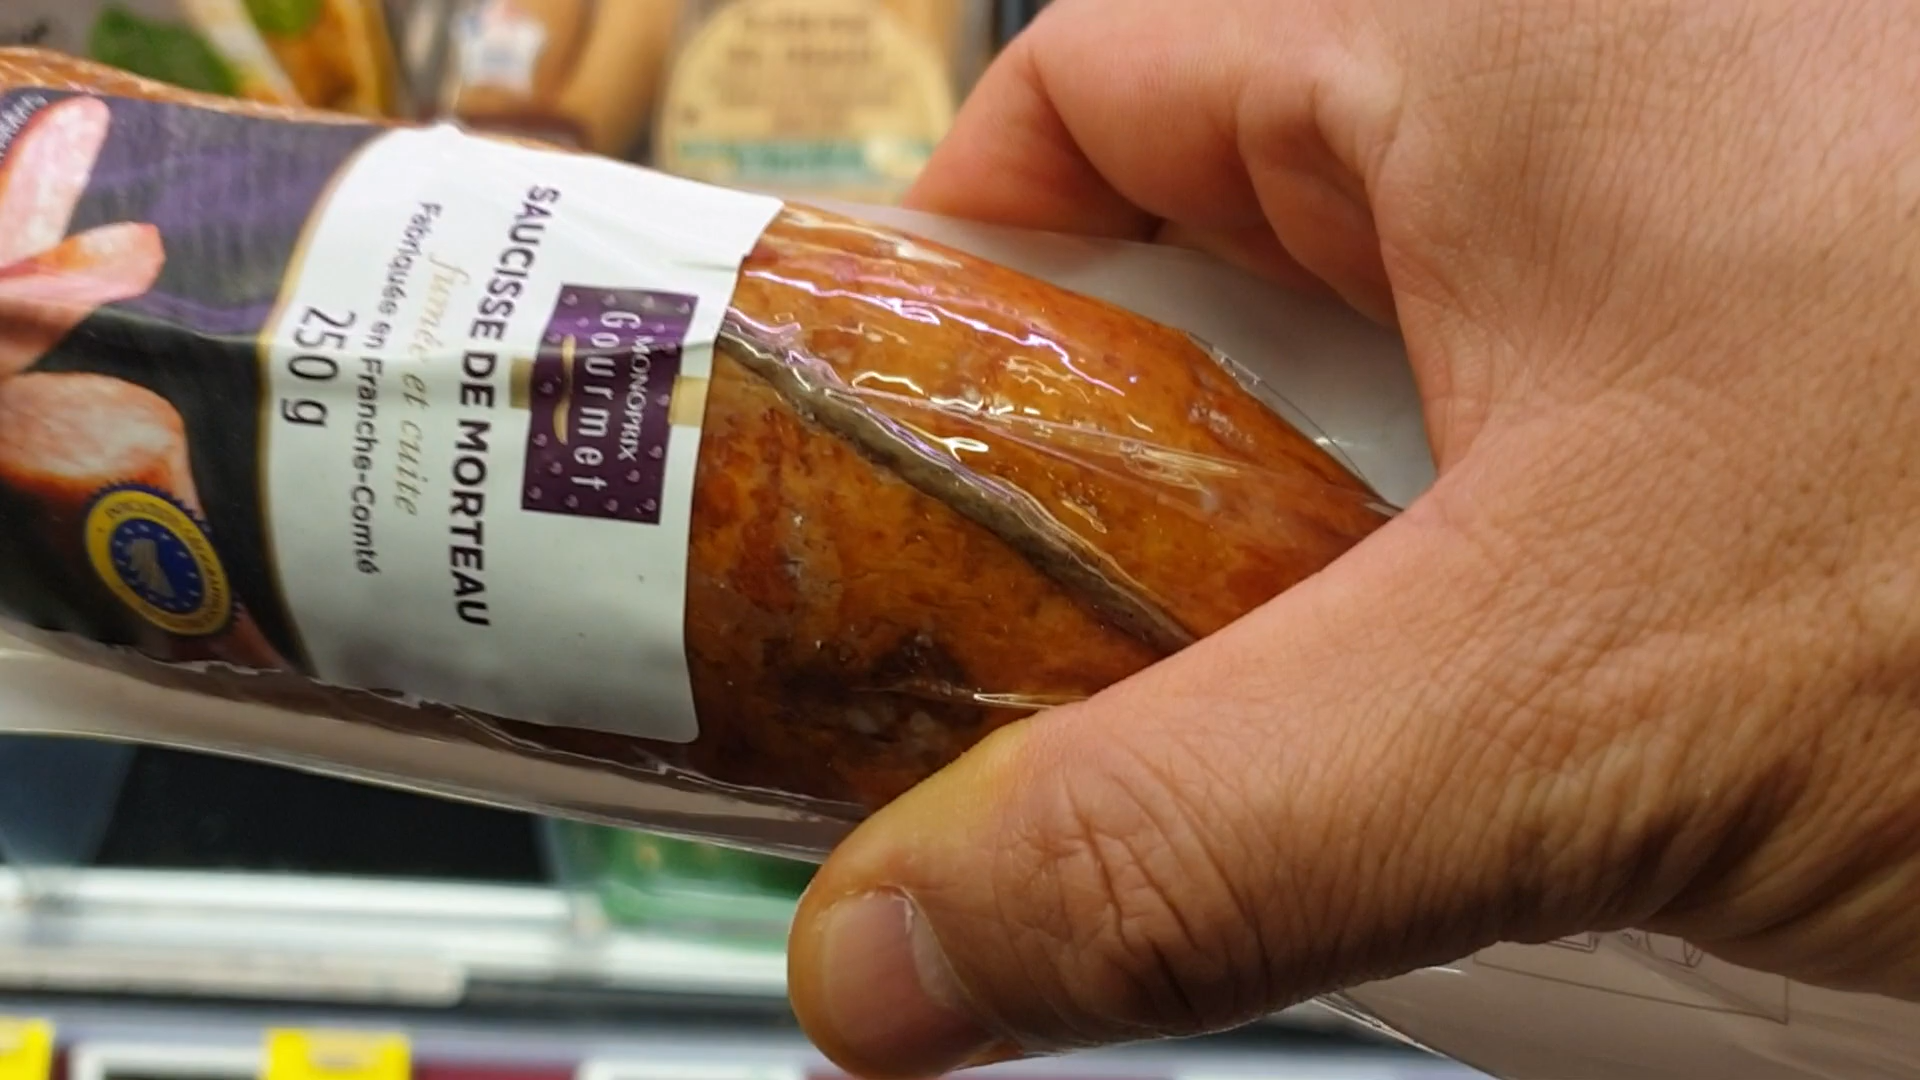 MONOPRIX
Gourmet
SAUCISSE DE MORTEAU
fumée et cuite
Fabriquée en Franche-Comté
250 g